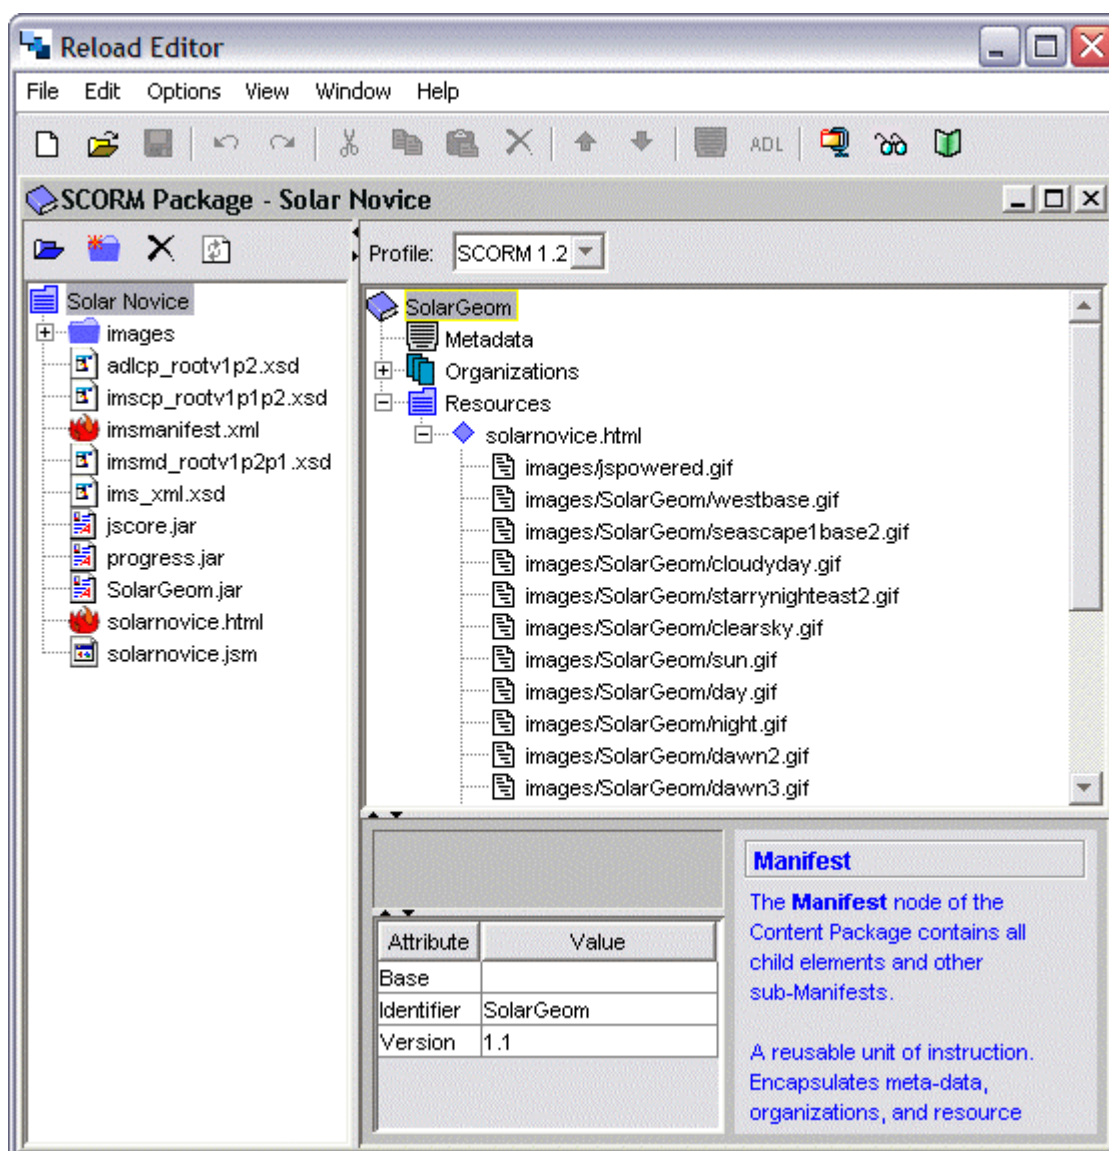 Reload Editor
File Edit Options View Window Help
ADL
SCORM Package - Solar Novice
Profile: SCORM 1.2
Solar Novice
images
adlcp_rootv1p2.xsd
imscp_rootv1p1p2.xsd
imsmanifest.xml
imsmd_rootv1p2p1.xsd
ims_xml.xsd
jscore.jar
progress.jar
SolarGeom.jar
solarnovice.html
solarnovice.jsm
SolarGeom
Metadata
Organizations
Resources
solarnovice.html
images/jspowered.gif
images/SolarGeom/westbase.gif
images/SolarGeom/seascape1base2.gif
images/SolarGeom/cloudyday.gif
images/SolarGeom/starrynighteast2.gif
images/SolarGeom/clearsky.gif
images/SolarGeom/sun.gif
images/SolarGeom/day.gif
images/SolarGeom/night.gif
images/SolarGeom/dawn2.gif
images/SolarGeom/dawn3.gif
Attribute Value
Base
Identifier SolarGeom
Version 1.1
Manifest
The Manifest node of the
Content Package contains all
child elements and other
sub-Manifests.
A reusable unit of instruction.
Encapsulates meta-data,
organizations, and resource